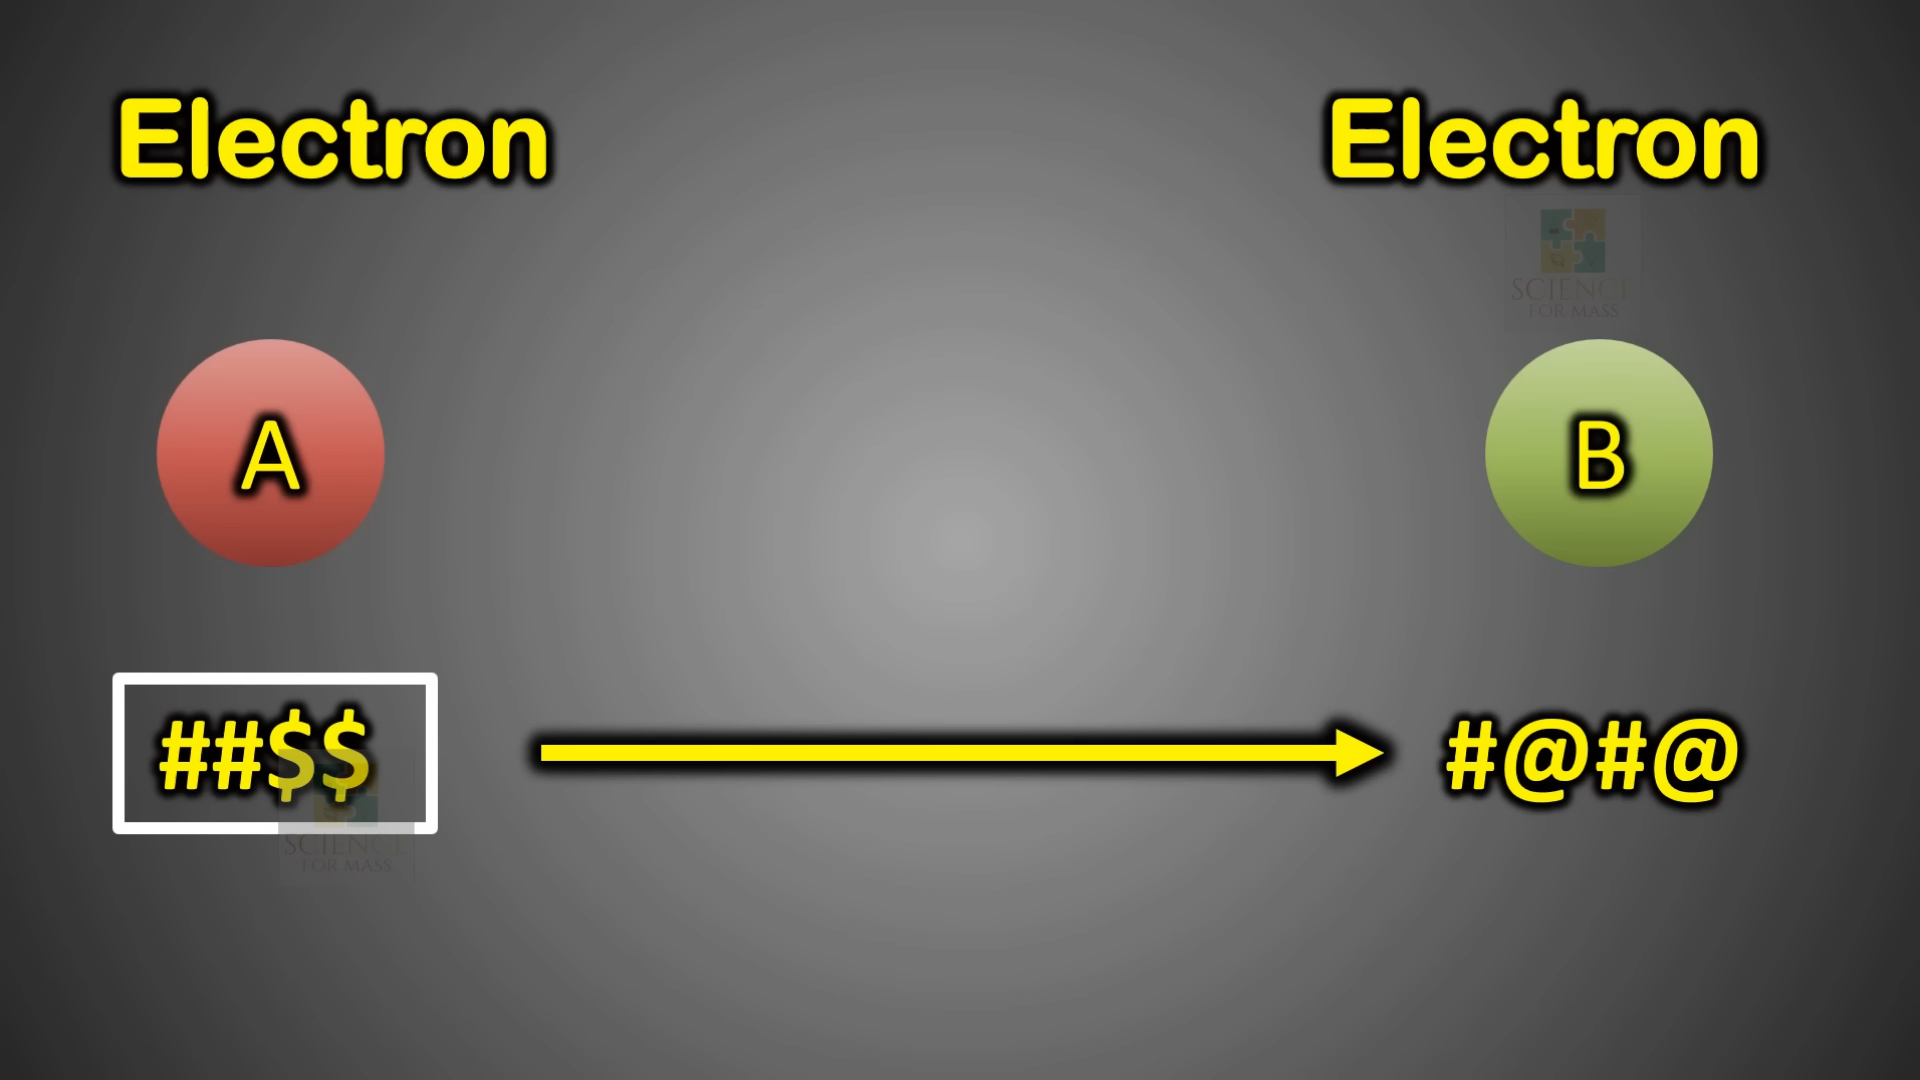 Electron Electron
SCIENCE
FOR MASS
A B
##$$ #@#@
SCIENCE
FOR MASS